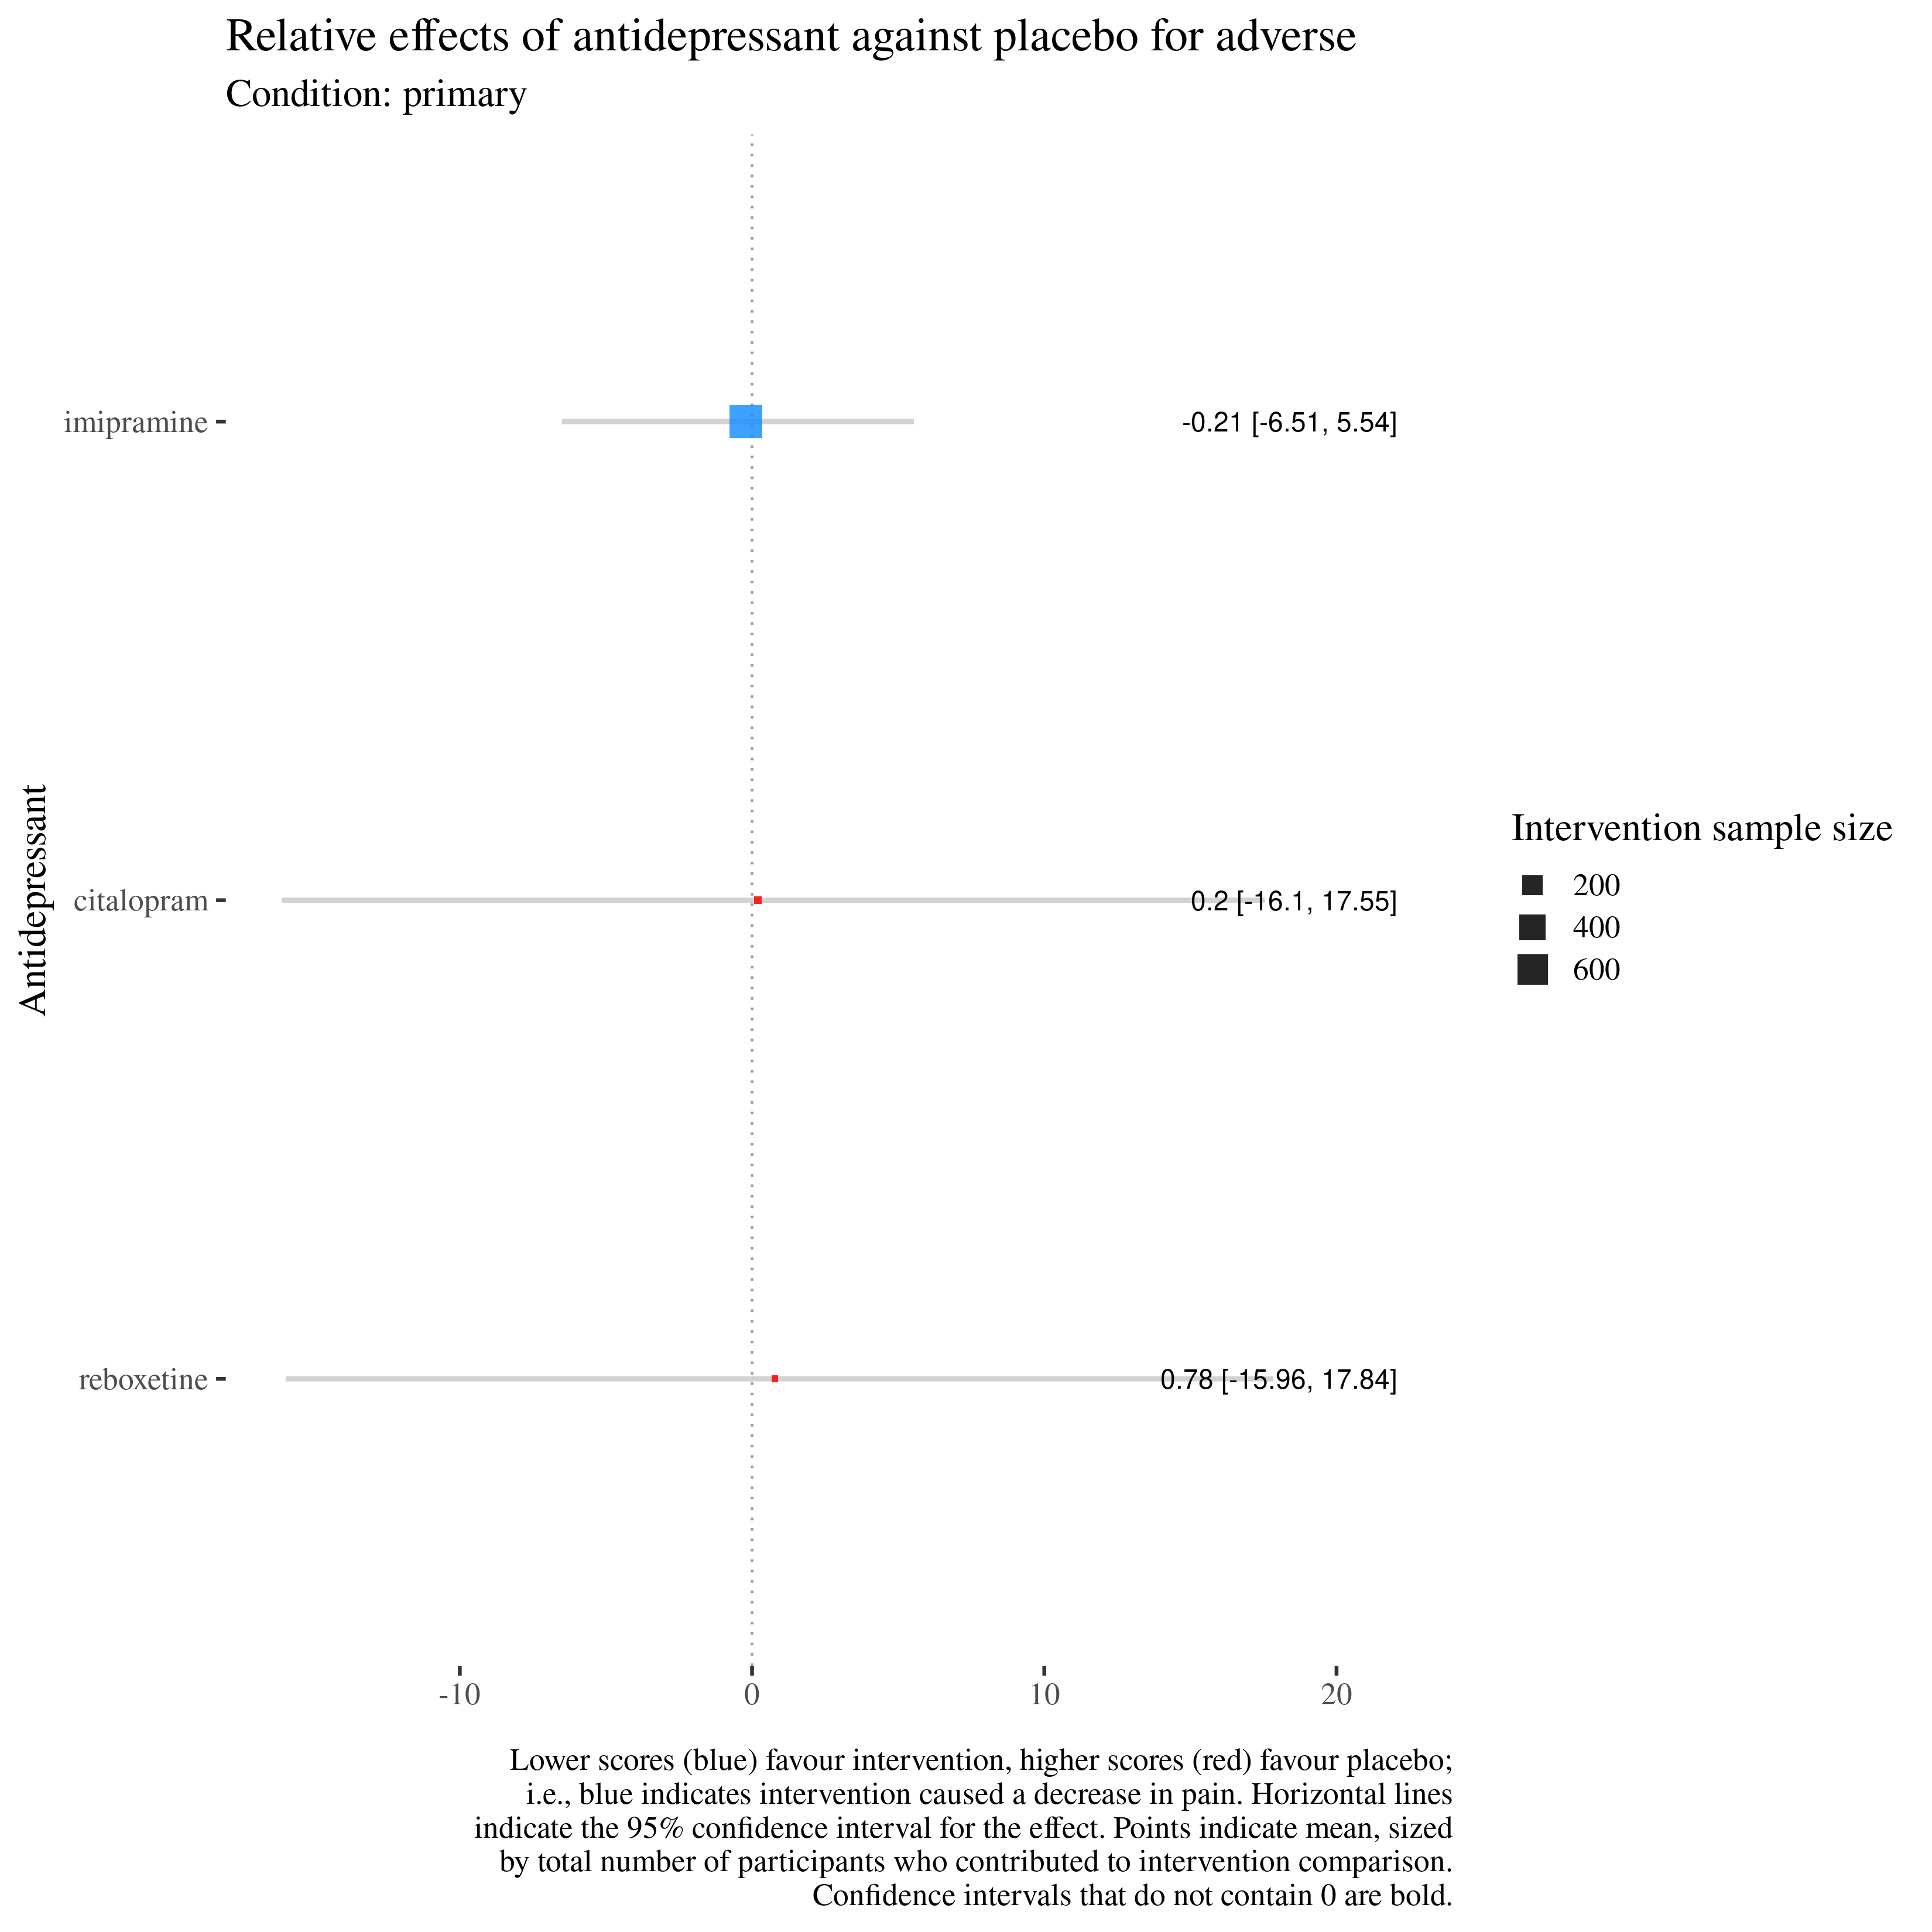 Relative effects of antidepressant against placebo for adverse
Condition: primary
Antidepressant
imipramine
-0.21 [-6.51, 5.54]
citalopram
0.2 [-16.1, 17.55]
reboxetine
0.78 [-15.96, 17.84]
-10 0 10 20
Intervention sample size
200
400
600
Lower scores (blue) favour intervention, higher scores (red) favour placebo;
i.e., blue indicates intervention caused a decrease in pain. Horizontal lines
indicate the 95% confidence interval for the effect. Points indicate mean, sized
by total number of participants who contributed to intervention comparison.
Confidence intervals that do not contain 0 are bold.